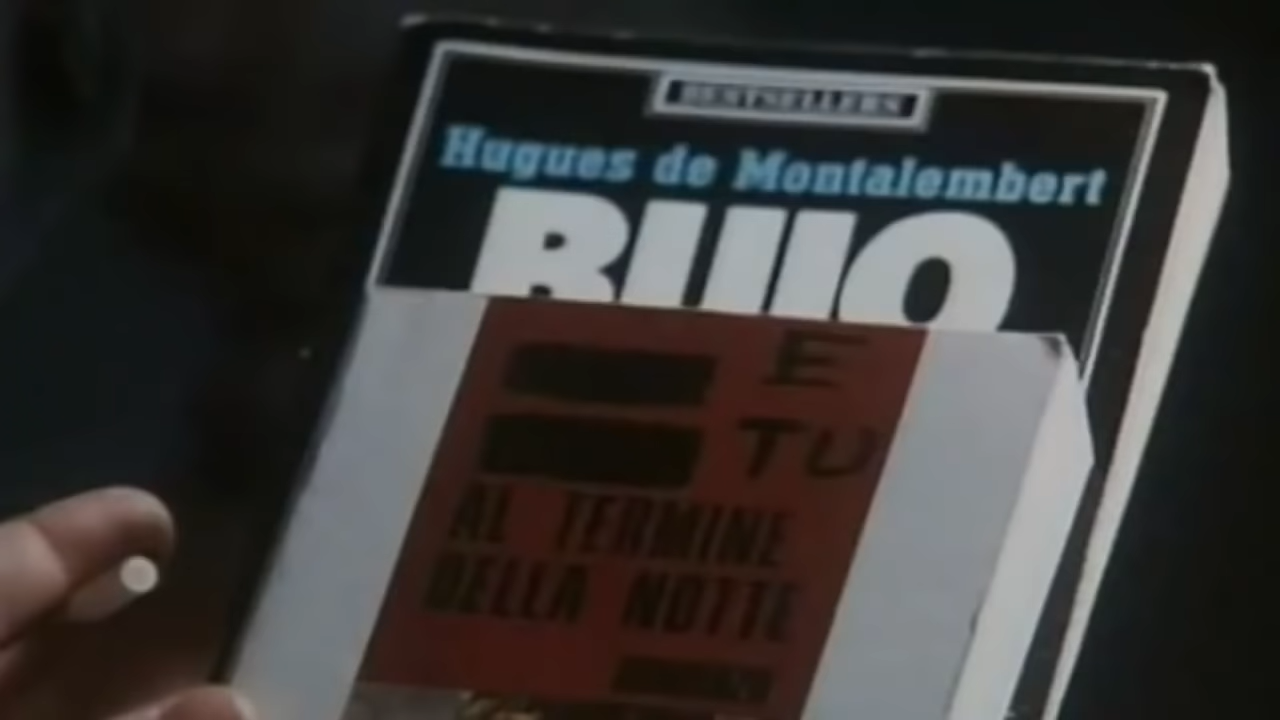 BESTSELLERS
Hugues de Montalembert
BUIO
E
TU
AL TERMINE
DELLA NOTTE